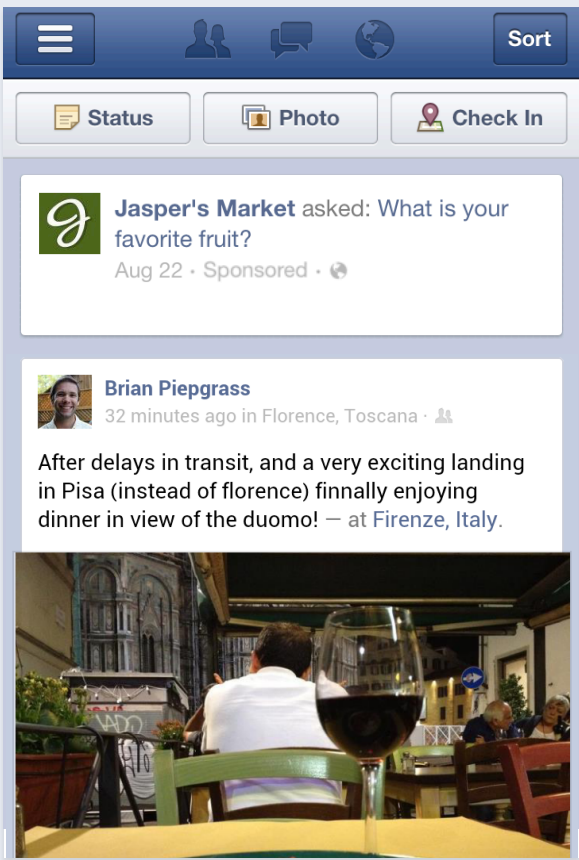 Sort
Status
Photo
Check In
Jasper's Market asked: What is your
favorite fruit?
Aug 22 · Sponsored ·
Brian Piepgrass
32 minutes ago in Florence, Toscana ·
After delays in transit, and a very exciting landing
in Pisa (instead of florence) finnally enjoying
dinner in view of the duomo! — at Firenze, Italy.
VADO